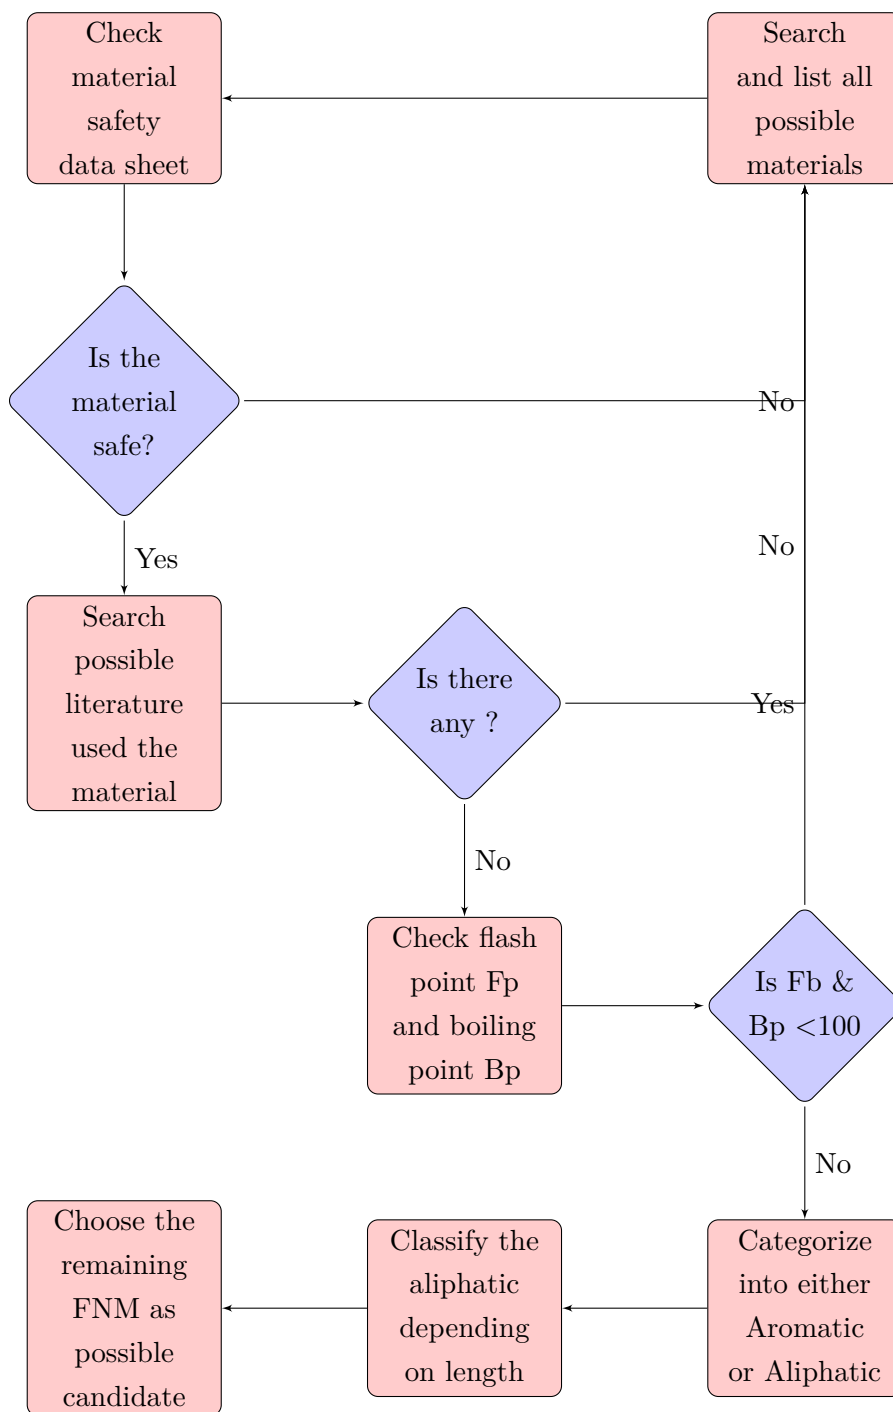 Check
material
safety
data sheet
Search
and list all
possible
materials
Is the
material
safe?
No
Yes
No
Search
possible
literature
used the
material
Is there
any ?
Yes
No
Check flash
point Fp
and boiling
point Bp
Is Fb &
Bp <100
No
Choose the
remaining
FNM as
possible
candidate
Classify the
aliphatic
depending
on length
Categorize
into either
Aromatic
or Aliphatic